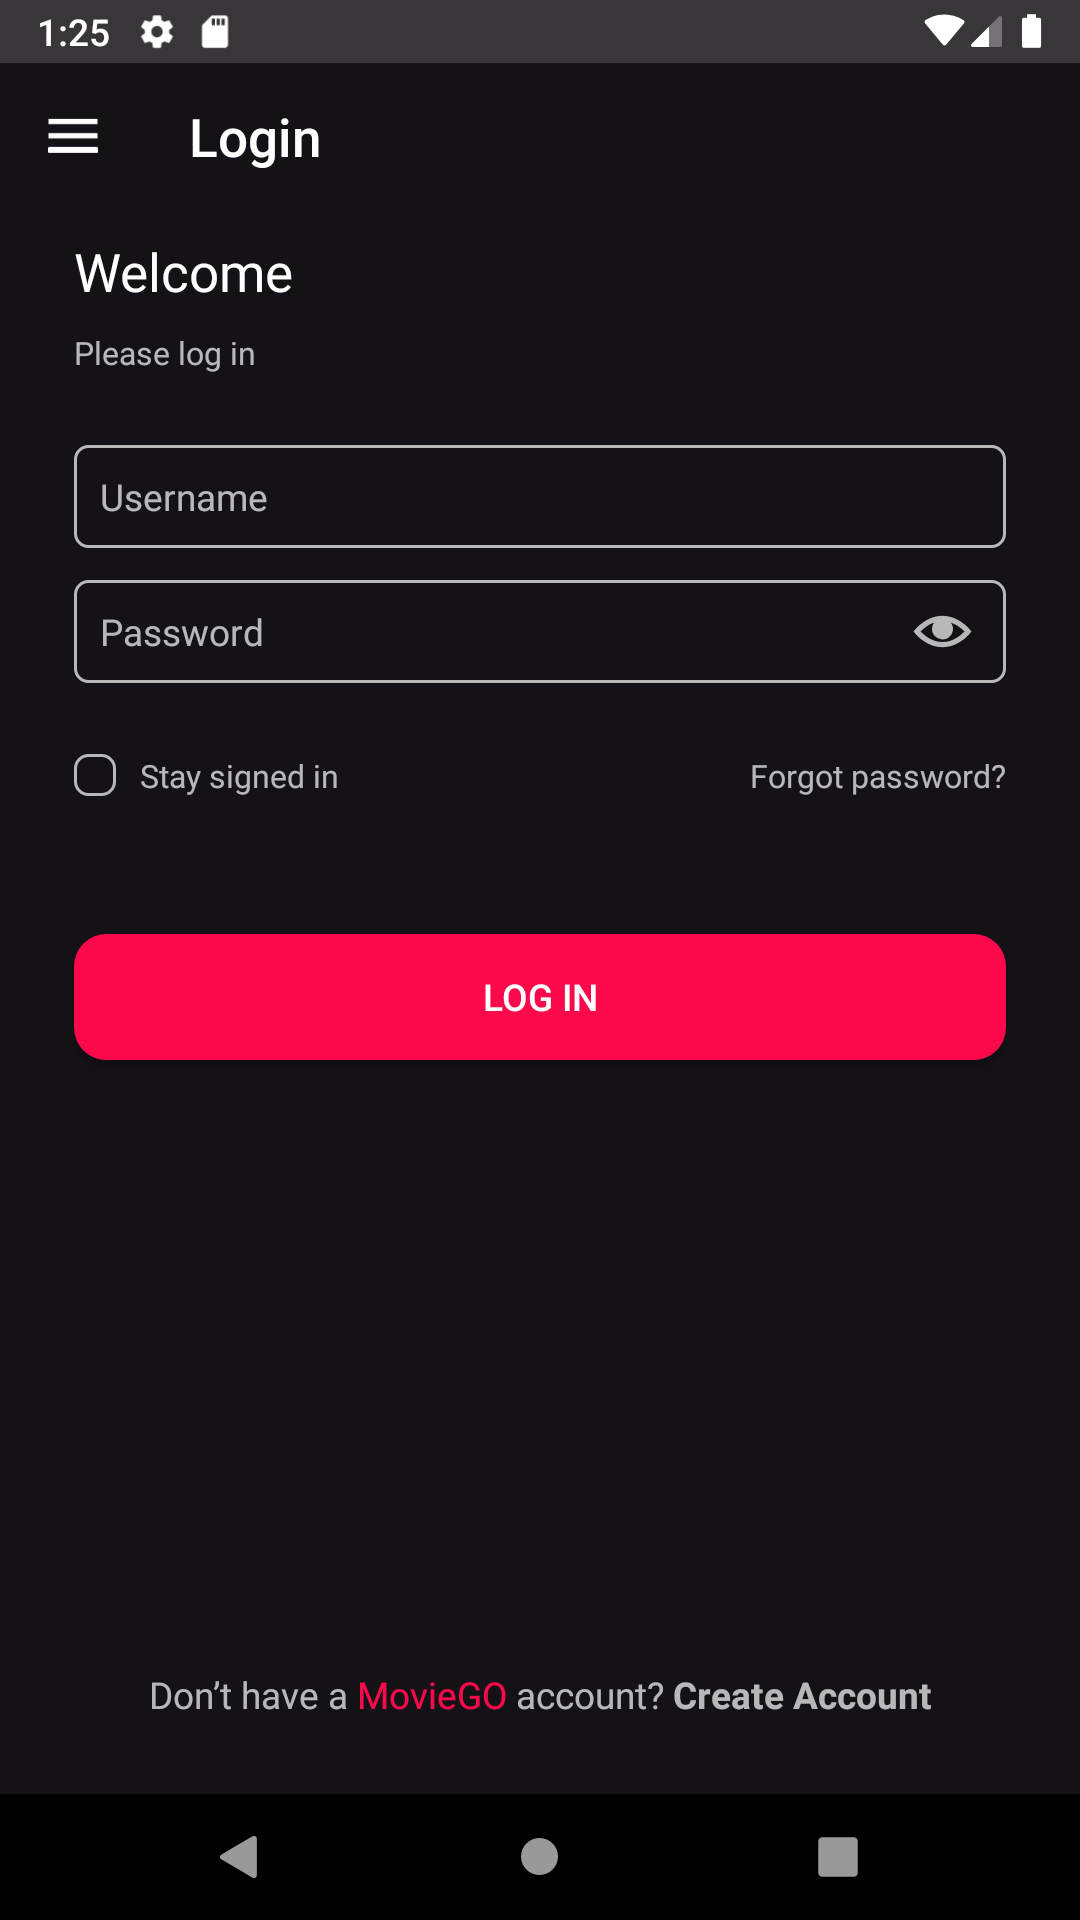 1:25
Login
Welcome
Please log in
Username
Password
Stay signed in
Forgot password?
LOG IN
Don’t have a MovieGO account? Create Account